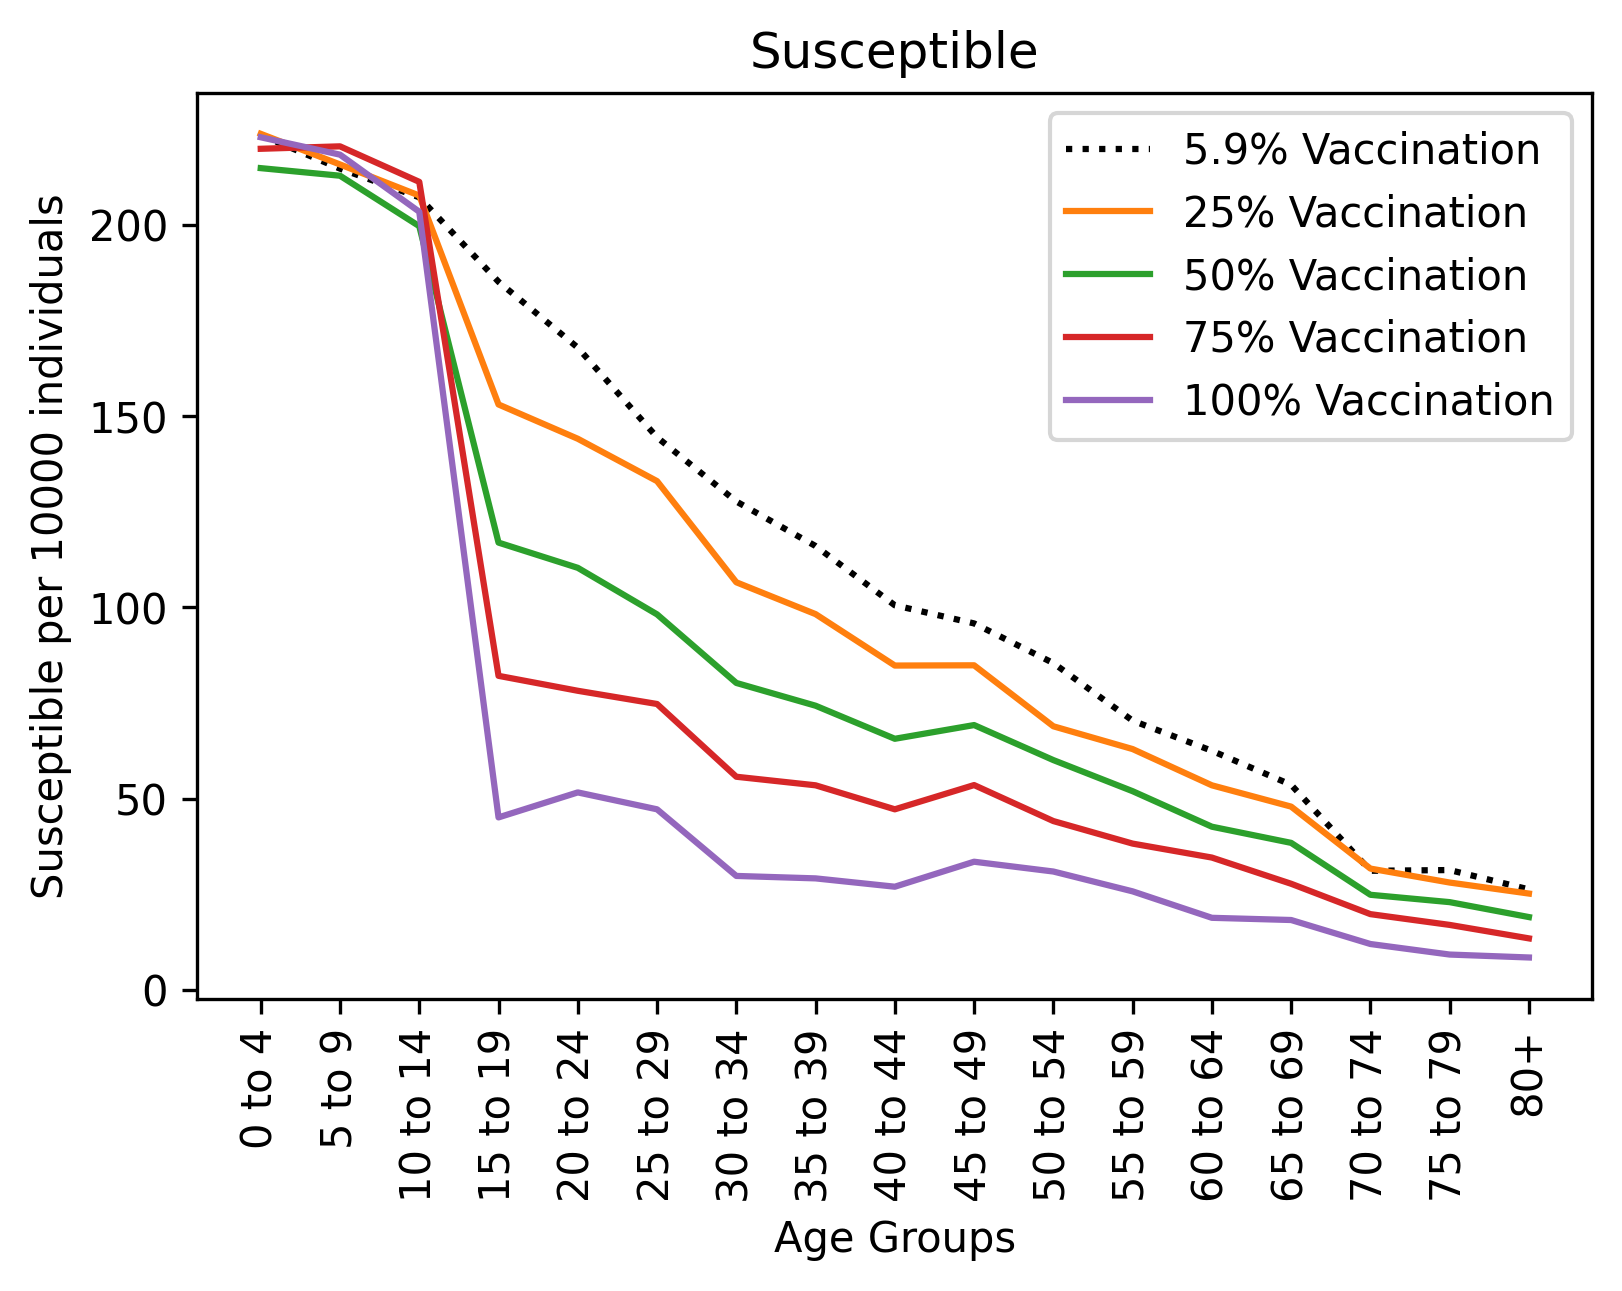 Susceptible
5.9% Vaccination
25% Vaccination
50% Vaccination
75% Vaccination
100% Vaccination
Susceptible per 10000 individuals
200
150
100
50
0
0 to 4
5 to 9
10 to 14
15 to 19
20 to 24
25 to 29
30 to 34
35 to 39
40 to 44
45 to 49
50 to 54
55 to 59
60 to 64
65 to 69
70 to 74
75 to 79
80+
Age Groups